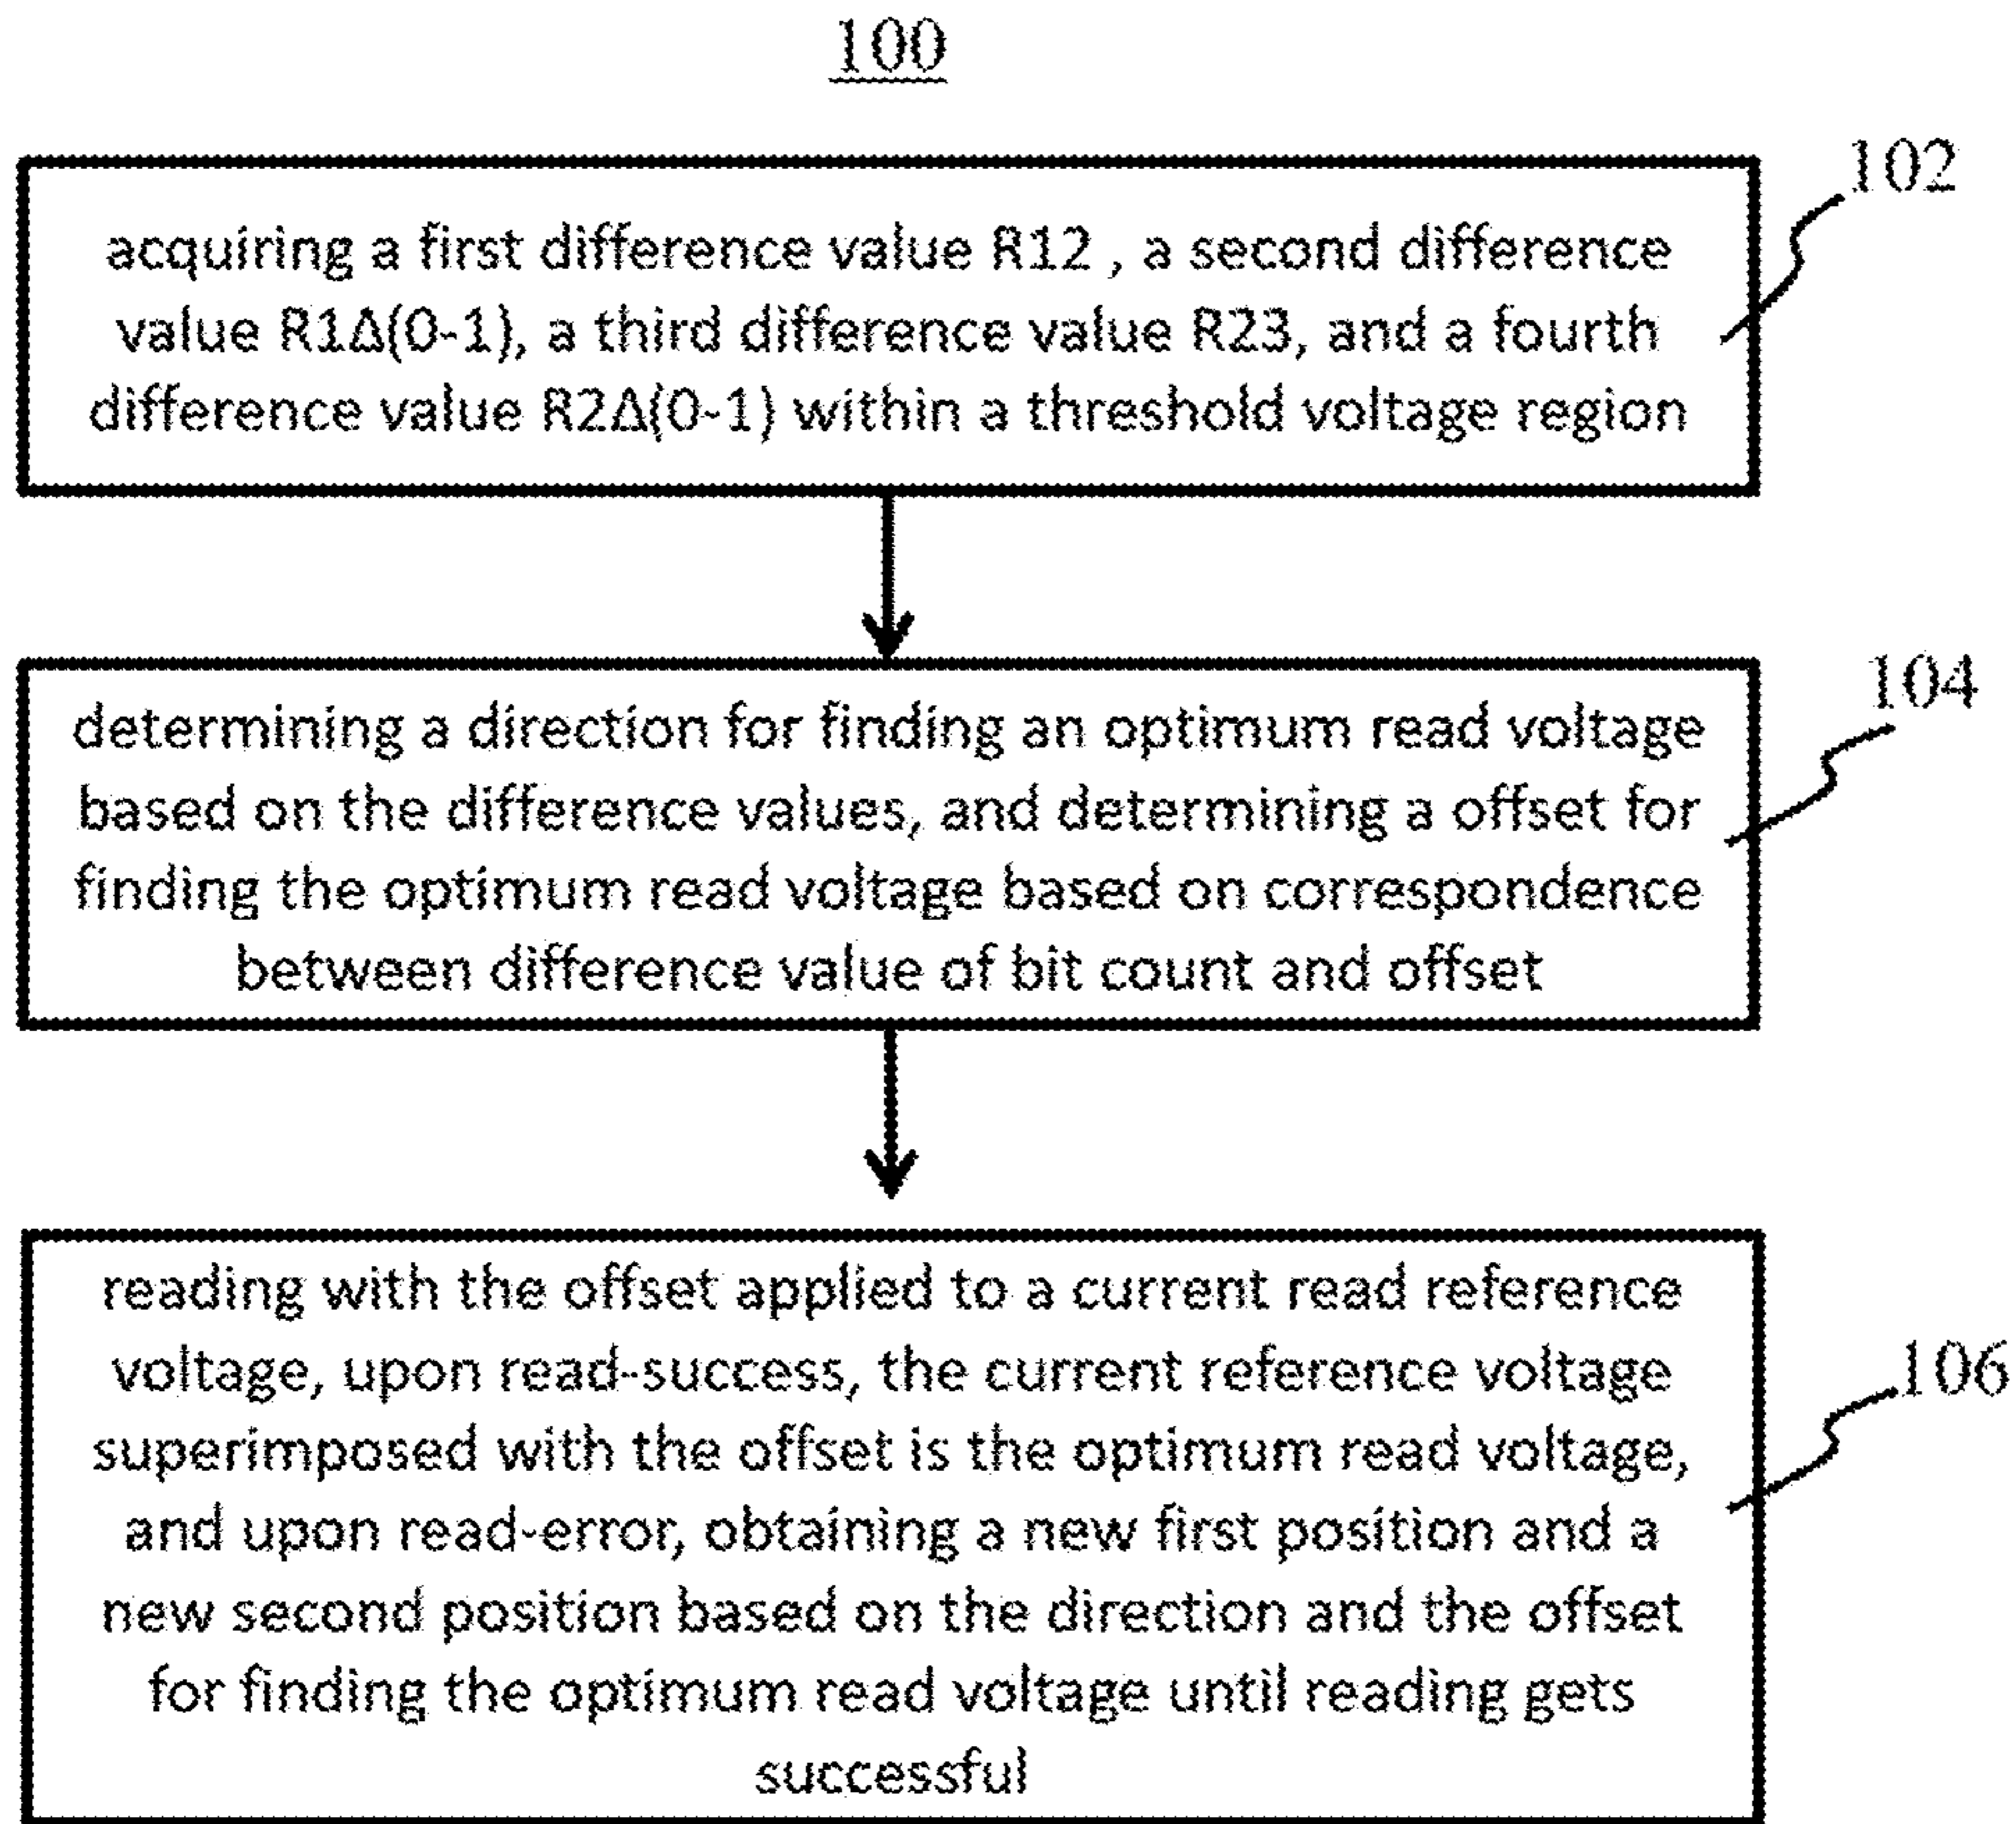 100
102
acquiring a first difference value R12 , a second difference
value R1Δ(0-1), a third difference value R23, and a fourth
difference value R2Δ(0-1) within a threshold voltage region
104
determining a direction for finding an optimum read voltage
based on the difference values, and determining a offset for
finding the optimum read voltage based on correspondence
between difference value of bit count and offset
106
reading with the offset applied to a current read reference
voltage, upon read-success, the current reference voltage
superimposed with the offset is the optimum read voltage,
and upon read-error, obtaining a new first position and a
new second position based on the direction and the offset
for finding the optimum read voltage until reading gets
successful